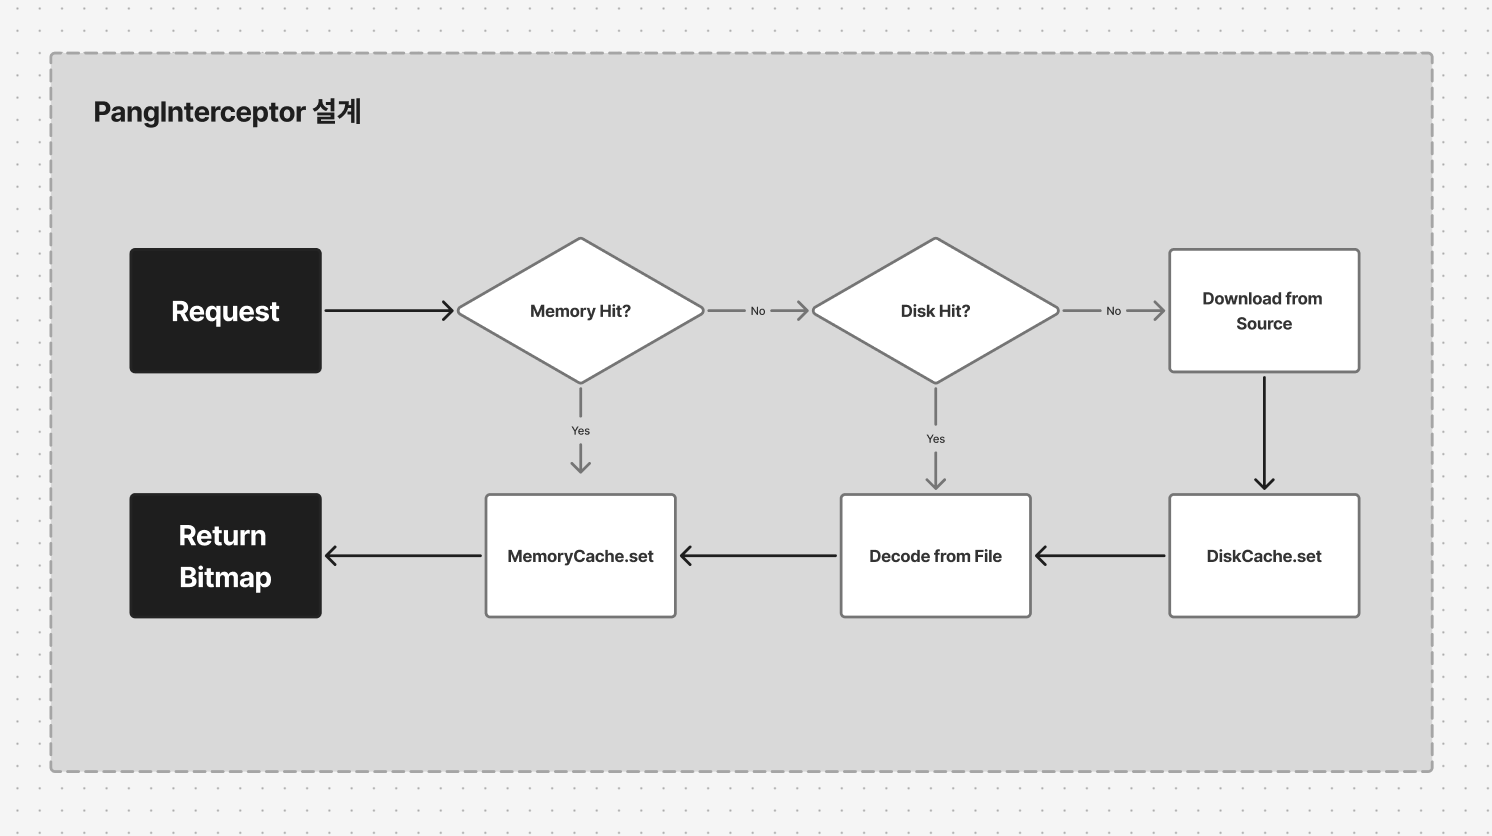 PangInterceptor 설계
Request
Memory Hit?
No
Disk Hit?
No
Download from
Source
Yes
Yes
Return
Bitmap
MemoryCache.set
Decode from File
DiskCache.set